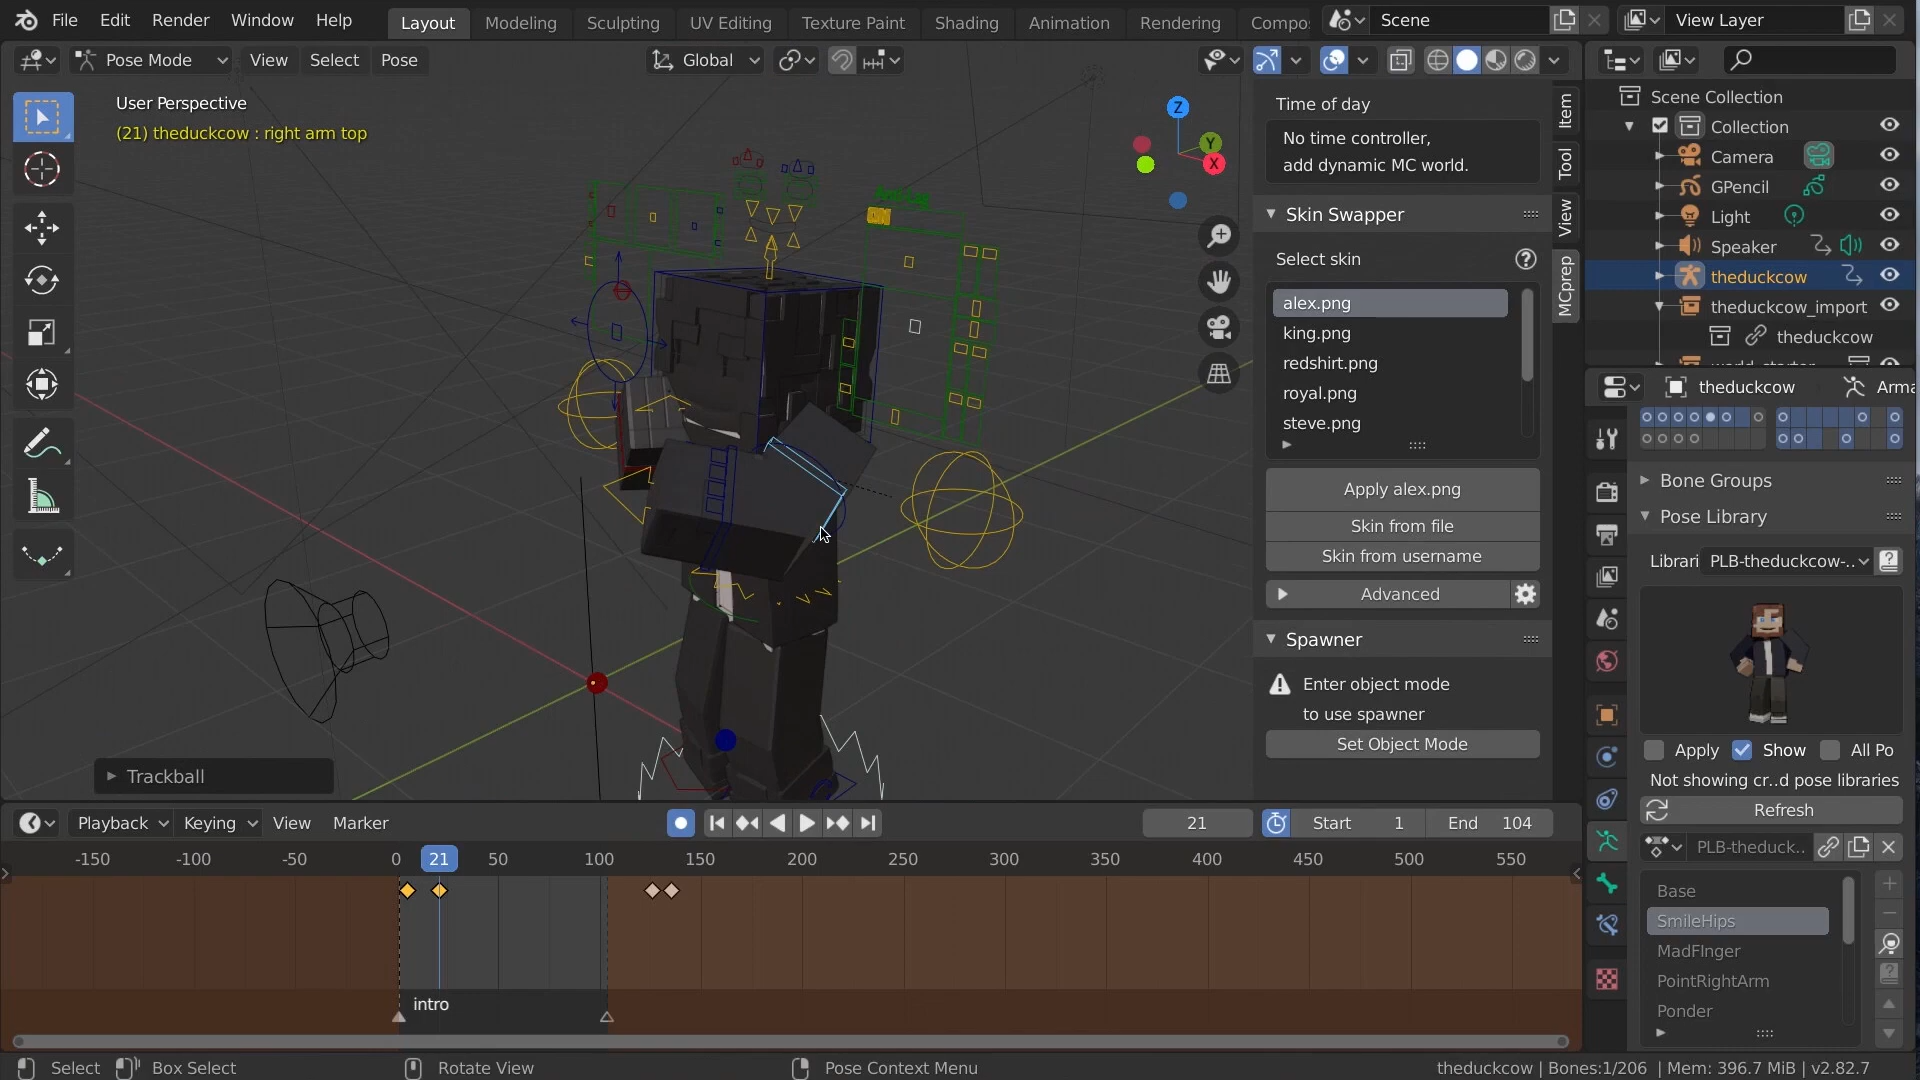 File Edit Render Window Help Layout Modeling Sculpting UV Editing Texture Paint Shading Animation Rendering Compo Scene View Layer
Pose Mode View Select Pose Global
User Perspective
(21) theduckcow : right arm top
Z
Y
X
Time of day
No time controller,
add dynamic MC world.
Skin Swapper
Select skin
alex.png
king.png
redshirt.png
royal.png
steve.png
Apply alex.png
Skin from file
Skin from username
Advanced
Spawner
Enter object mode
to use spawner
Set Object Mode
Item
Tool
View
MCprep
Scene Collection
Collection
Camera
GPencil
Light
Speaker
theduckcow
theduckcow_import
theduckcow
theduckcow Arma
Bone Groups
Pose Library
Librari PLB-theduckcow-..
Apply Show All Po
Not showing cr..d pose libraries
Refresh
PLB-theduck..
Base
SmileHips
MadFInger
PointRightArm
Ponder
Trackball
Playback Keying View Marker 21 Start 1 End 104
-150 -100 -50 0 21 50 100 150 200 250 300 350 400 450 500 550
intro
Select Box Select Rotate View Pose Context Menu theduckcow | Bones:1/206 | Mem: 396.7 MiB | v2.82.7